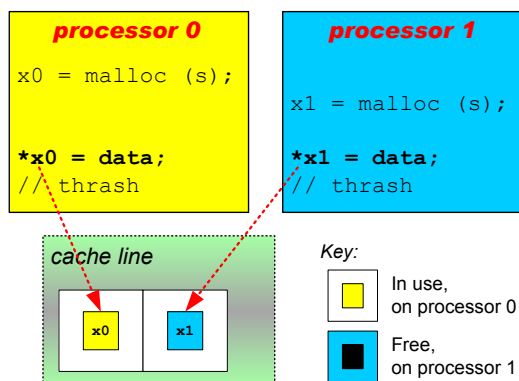 processor 0
x0 = malloc (s);
*x0 = data;
// thrash
processor 1
x1 = malloc (s);
*x1 = data;
// thrash
cache line
x0
x1
Key:
In use,
on processor 0
Free,
on processor 1